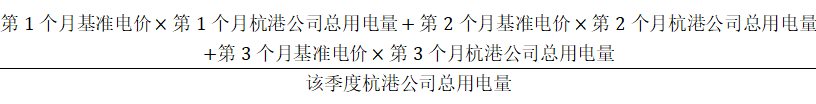 第 1 个月基准电价×第 1 个月杭港公司总用电量+第 2 个月基准电价×第 2 个月杭港公司总用电量
+第 3 个月基准电价×第 3 个月杭港公司总用电量
该季度杭港公司总用电量